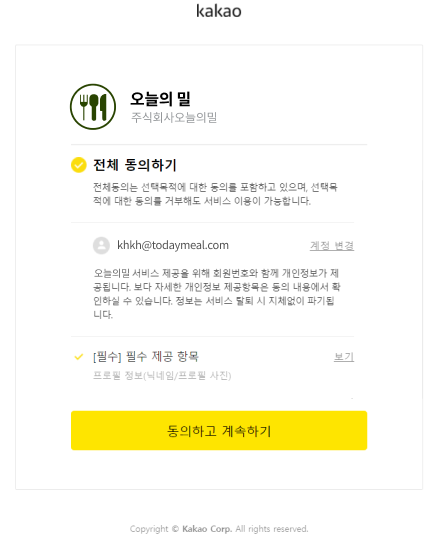 kakao
오늘의 밀
주식회사오늘의밀
전체 동의하기
전체동의는 선택목적에 대한 동의를 포함하고 있으며, 선택목
적에 대한 동의를 거부해도 서비스 이용이 가능합니다.
khkh@todaymeal.com 계정 변경
오늘의밀 서비스 제공을 위해 회원번호와 함께 개인정보가 제
공됩니다. 보다 자세한 개인정보 제공항목은 동의 내용에서 확
인하실 수 있습니다. 정보는 서비스 탈퇴 시 지체없이 파기됩
니다.
[필수] 필수 제공 항목 보기
프로필 정보(닉네임/프로필 사진)
동의하고 계속하기
Copyright © Kakao Corp. All rights reserved.